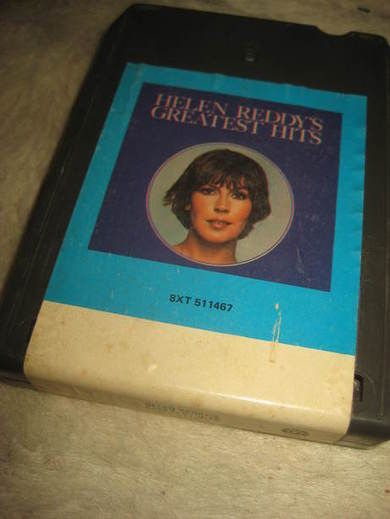 HELEN REDDY'S
GREATEST HITS
8XT 511467